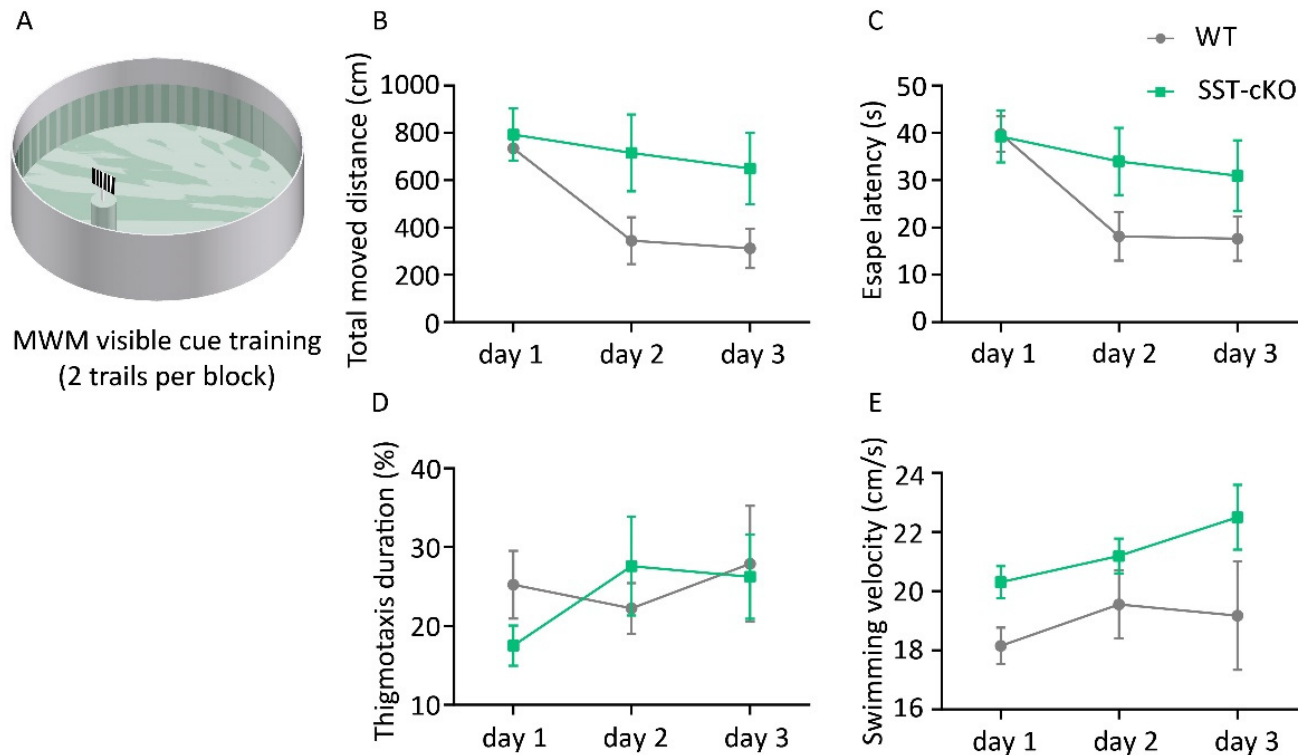 A
MWM visible cue training
(2 trails per block)
B
Total moved distance (cm)
1000
800
600
400
200
0
day 1 day 2 day 3
C
WT
SST-cKO
Esape latency (s)
50
40
30
20
10
0
day 1 day 2 day 3
D
Thigmotaxis duration (%)
40
30
20
10
day 1 day 2 day 3
E
Swimming velocity (cm/s)
24
22
20
18
16
day 1 day 2 day 3